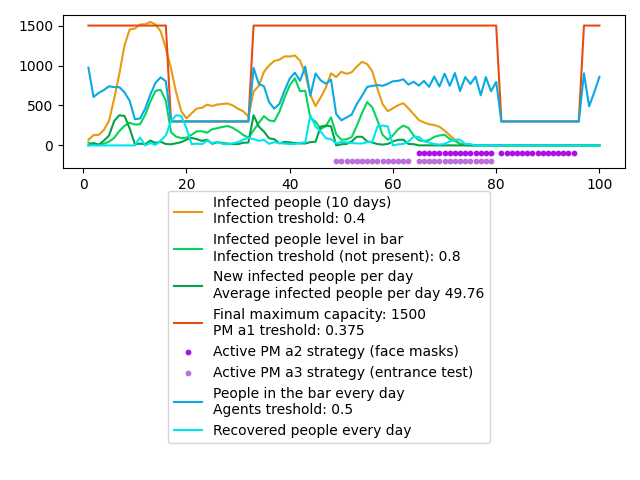 1500
1000
500
0
0
20
40
60
80
100
Infected people (10 days)
Infection treshold: 0.4
Infected people level in bar
Infection treshold (not present): 0.8
New infected people per day
Average infected people per day 49.76
Final maximum capacity: 1500
PM a1 treshold: 0.375
Active PM a2 strategy (face masks)
Active PM a3 strategy (entrance test)
People in the bar every day
Agents treshold: 0.5
Recovered people every day